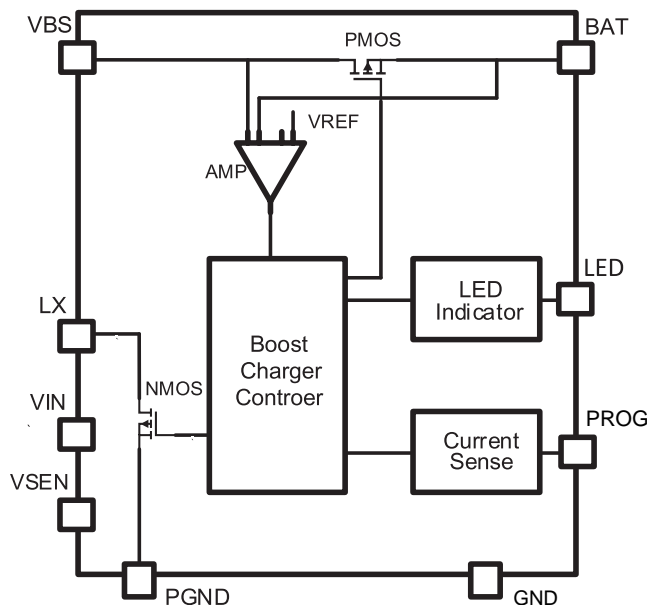 VBS
PMOS
BAT
VREF
AMP
LED
LX
LED
Indicator
Boost
Charger
Controer
NMOS
VIN
PROG
Current
Sense
VSEN
PGND
GND